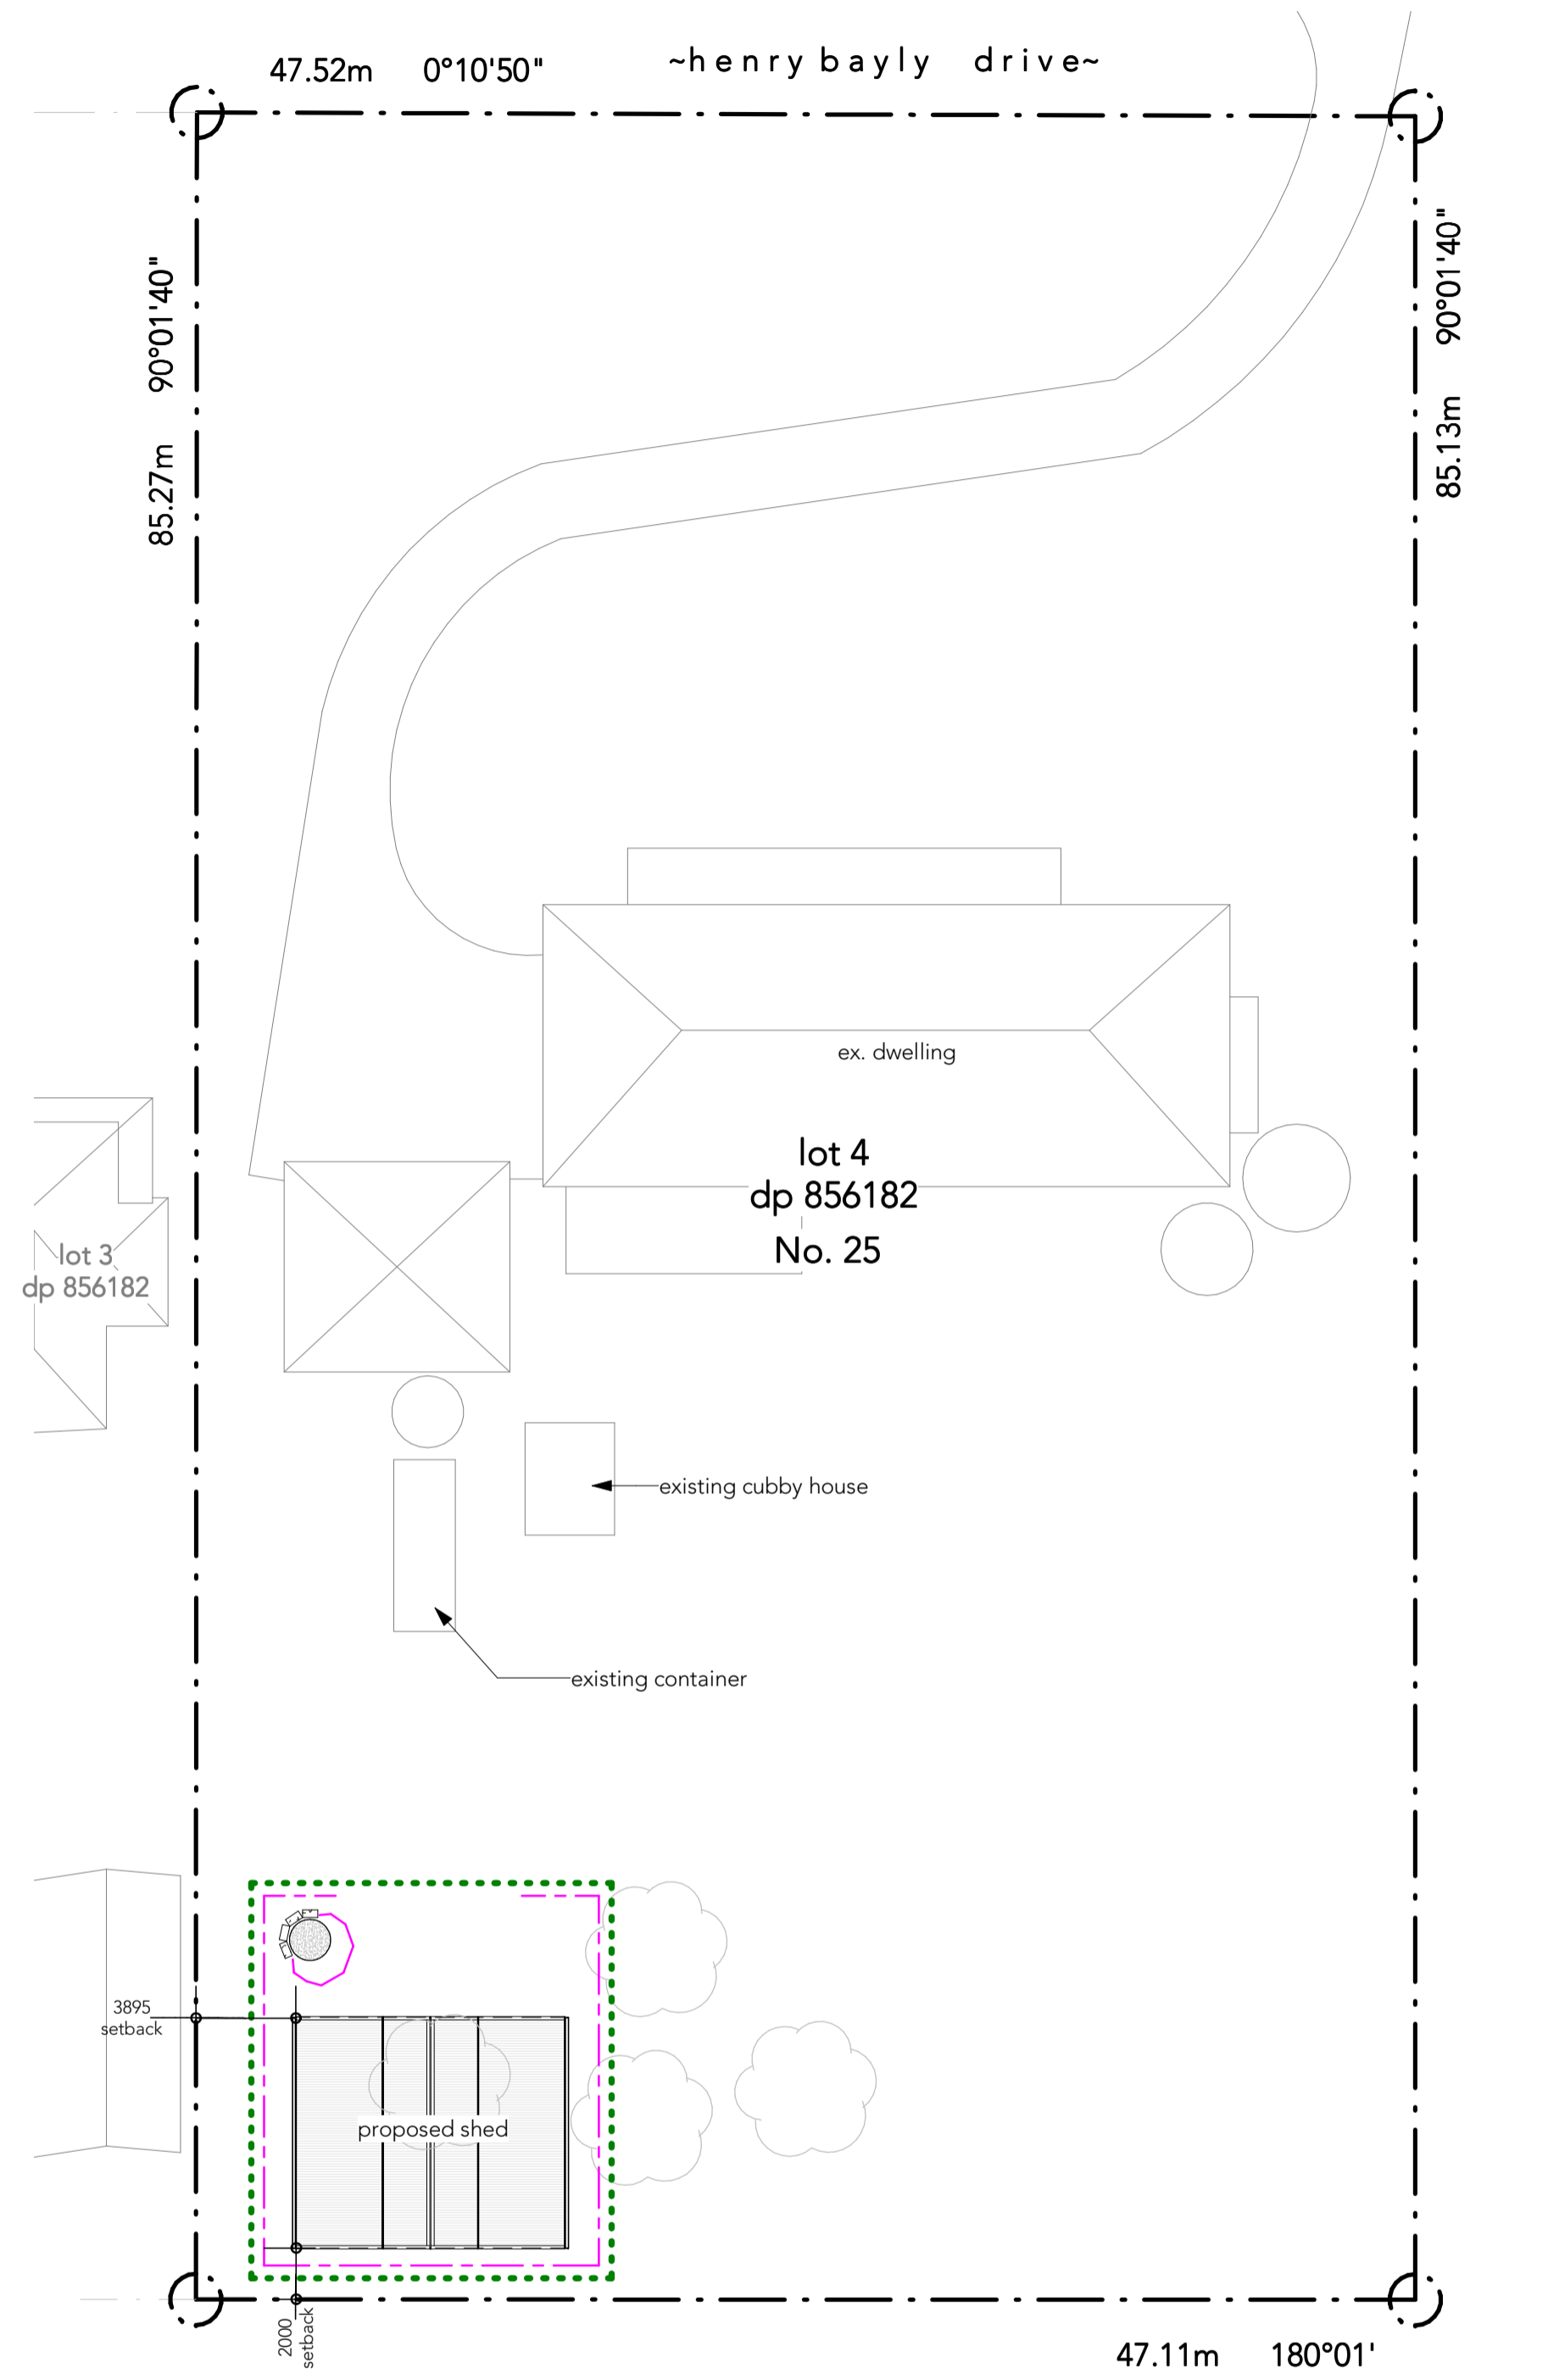 47.52m 0°10'50" ~henry bayly drive~
90°01'40"
85.27m
90°01'40"
85.13m
ex. dwelling
lot 4
dp 856182
No. 25
lot 3
dp 856182
existing cubby house
existing container
3895
setback
proposed shed
2000
setback
47.11m 180°01'